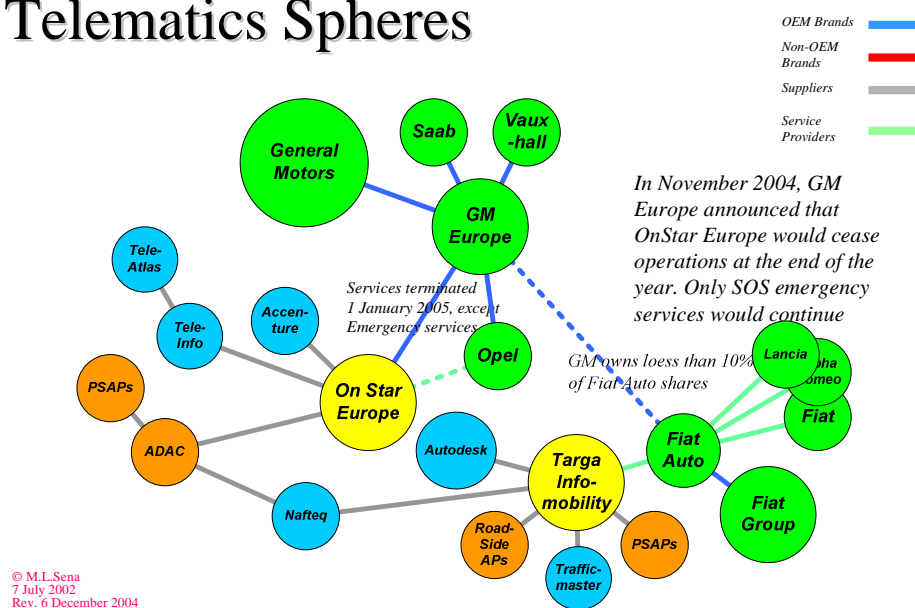 Telematics Spheres
OEM Brands
Non-OEM
Brands
Suppliers
Service
Providers
General
Motors
Saab
Vaux
-hall
GM
Europe
In November 2004, GM
Europe announced that
OnStar Europe would cease
operations at the end of the
year. Only SOS emergency
services would continue
Tele-
Atlas
Tele-
Info
Accen-
ture
Services terminated
1 January 2005, except
Emergency services
Opel
GM owns loess than 10%
of Fiat Auto shares
Lancia
pha
omeo
Fiat
PSAPs
On Star
Europe
ADAC
Autodesk
Fiat
Auto
Targa
Info-
mobility
Fiat
Group
Nafteq
Road-
Side
APs
Traffic-
master
PSAPs
© M.L.Sena
7 July 2002
Rev. 6 December 2004